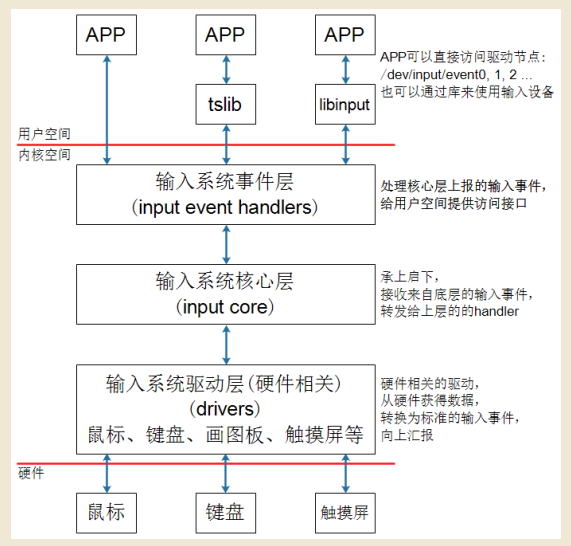 APP
APP
APP
APP可以直接访问驱动节点:
/dev/input/event0, 1, 2 ...
也可以通过库来使用输入设备
tslib
libinput
用户空间
内核空间
输入系统事件层
(input event handlers)
处理核心层上报的输入事件，
给用户空间提供访问接口
输入系统核心层
(input core)
承上启下，
接收来自底层的输入事件，
转发给上层的的handler
输入系统驱动层(硬件相关)
(drivers)
鼠标、键盘、画图板、触摸屏等
硬件相关的驱动，
从硬件获得数据，
转换为标准的输入事件，
向上汇报
硬件
鼠标
键盘
触摸屏